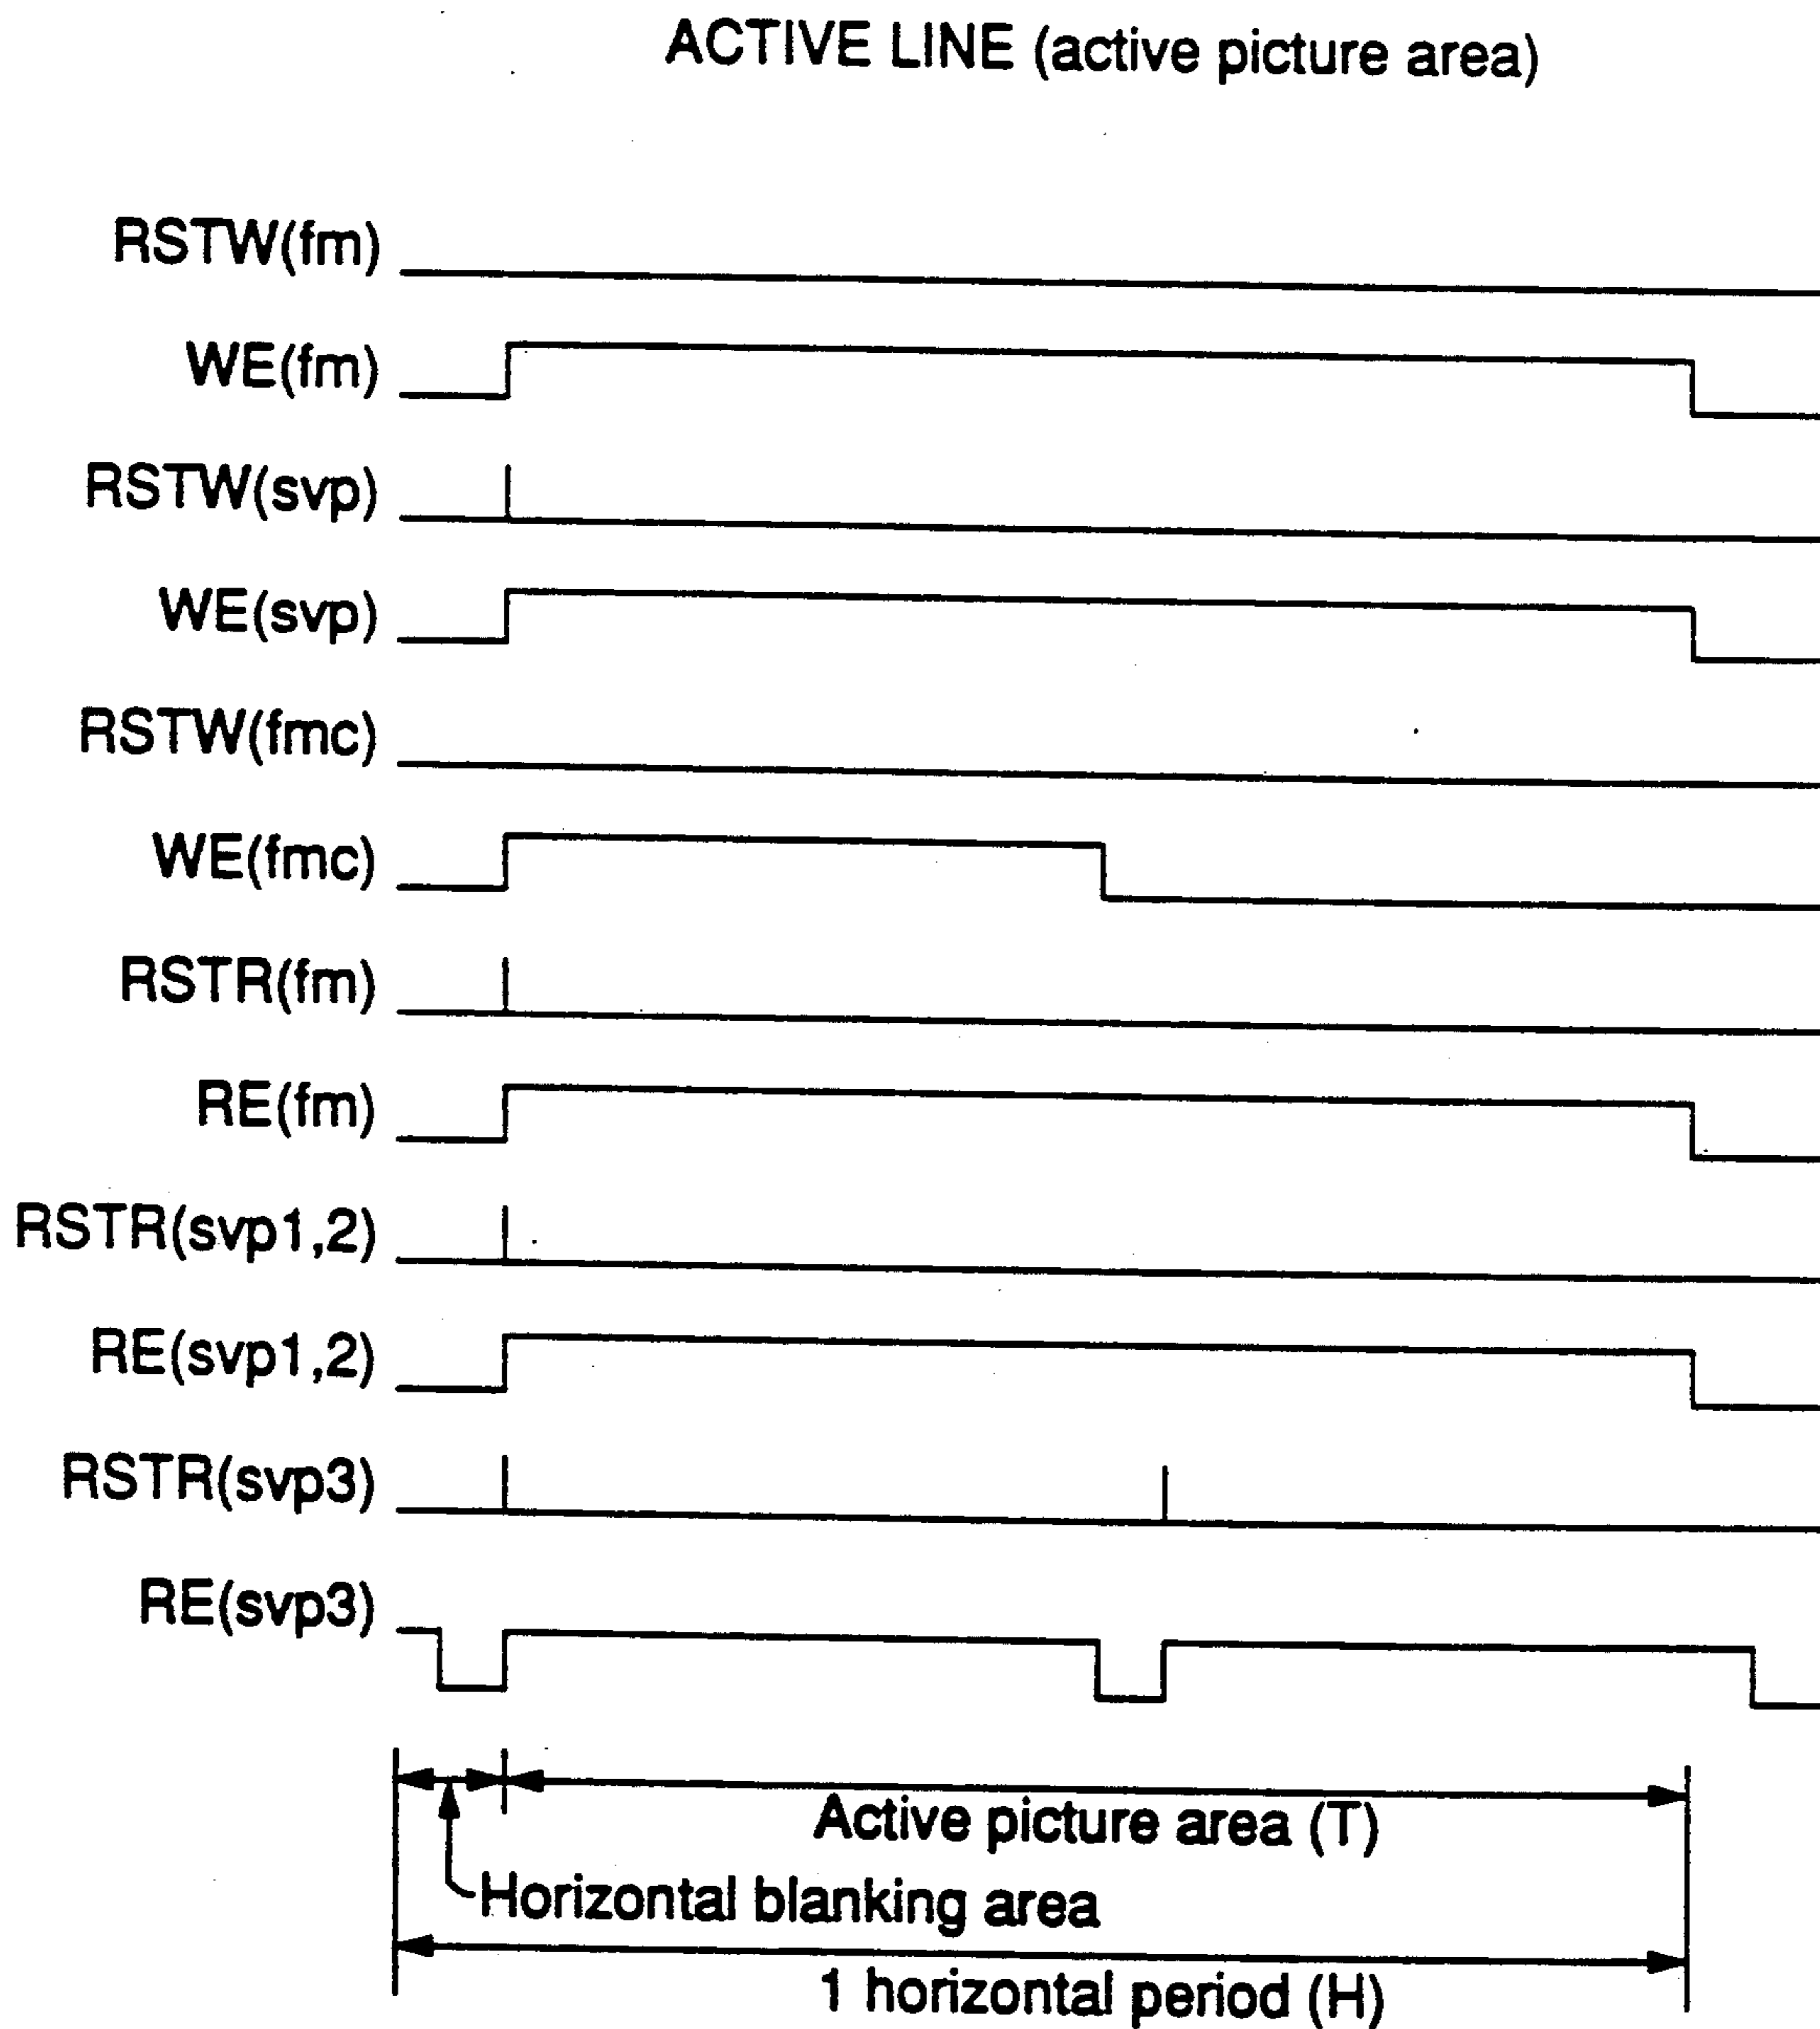 ACTIVE LINE (active picture area)
RSTW(fm)
WE(fm)
RSTW(svp)
WE(svp)
RSTW(fmc)
WE(fmc)
RSTR(fm)
RE(fm)
RSTR(svp1,2)
RE(svp1,2)
RSTR(svp3)
RE(svp3)
Active picture area (T)
Horizontal blanking area
1 horizontal period (H)